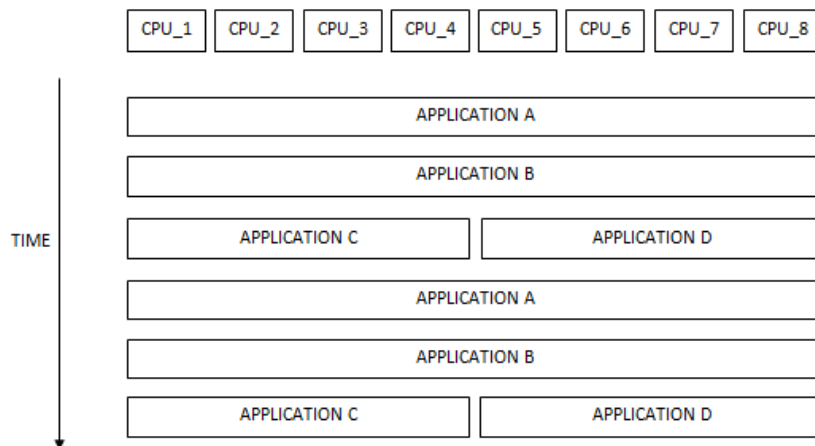 CPU_1 CPU_2 CPU_3 CPU_4 CPU_5 CPU_6 CPU_7 CPU_8
APPLICATION A
APPLICATION B
TIME
APPLICATION C APPLICATION D
APPLICATION A
APPLICATION B
APPLICATION C APPLICATION D